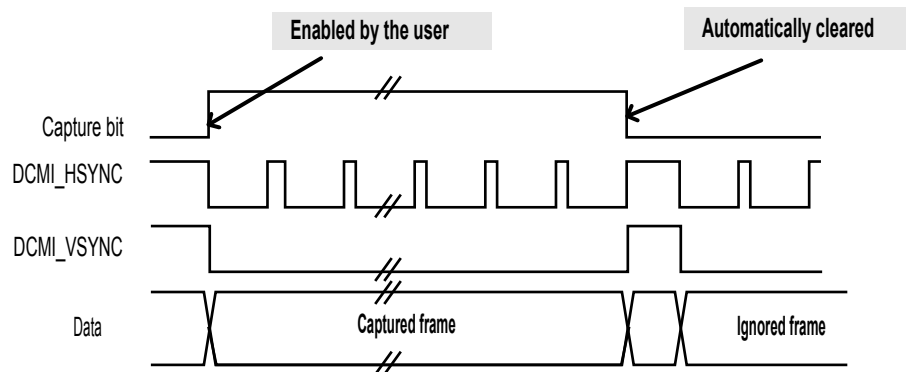 Enabled by the user
Automatically cleared
Capture bit
DCMI_HSYNC
DCMI_VSYNC
Data
Captured frame
Ignored frame